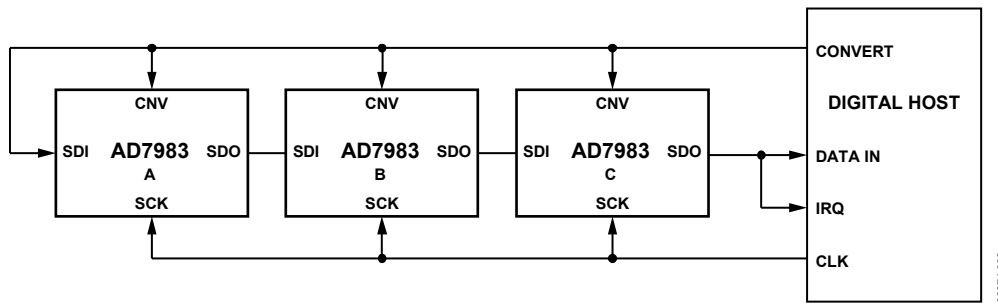 CONVERT
CNV CNV CNV
DIGITAL HOST
SDI AD7983 SDO SDI AD7983 SDO SDI AD7983 SDO DATA IN
A B C
SCK SCK SCK
IRQ
CLK